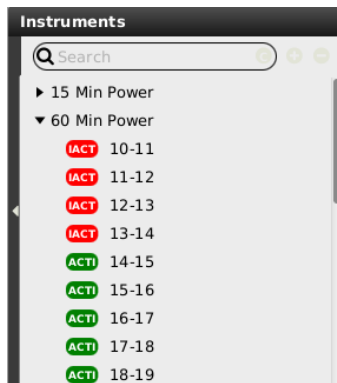 Instruments
Search
15 Min Power
60 Min Power
IACT 10-11
IACT 11-12
IACT 12-13
IACT 13-14
ACTI 14-15
ACTI 15-16
ACTI 16-17
ACTI 17-18
ACTI 18-19